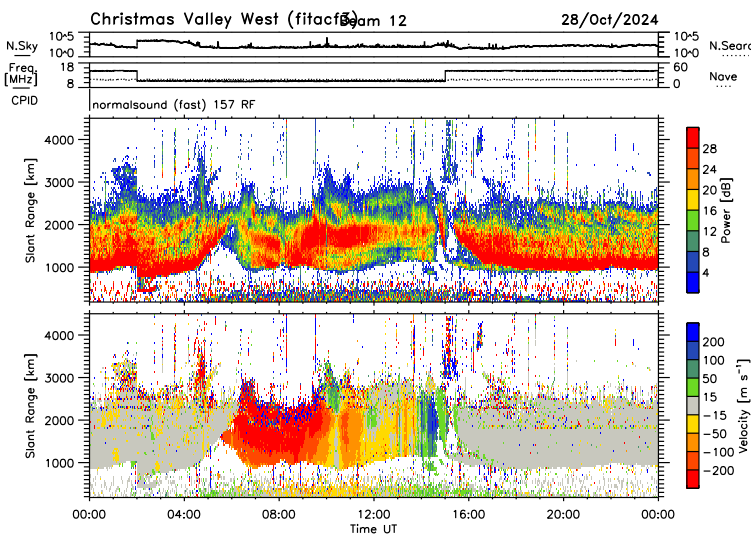 Christmas Valley West (fitacf3) Beam 12 28/Oct/2024
N.Sky 10^5 10^0 10^5 10^0 N.Searc
Freq [MHz] 18 8 60 0 Nave
CPID normalsound (fast) 157 RF
Slant Range [km]
4000
3000
2000
1000
Power [dB]
28
24
20
16
12
8
4
Slant Range [km]
4000
3000
2000
1000
Velocity [m s⁻¹]
200
100
50
15
-15
-50
-100
-200
00:00 04:00 08:00 12:00 16:00 20:00 00:00
Time UT